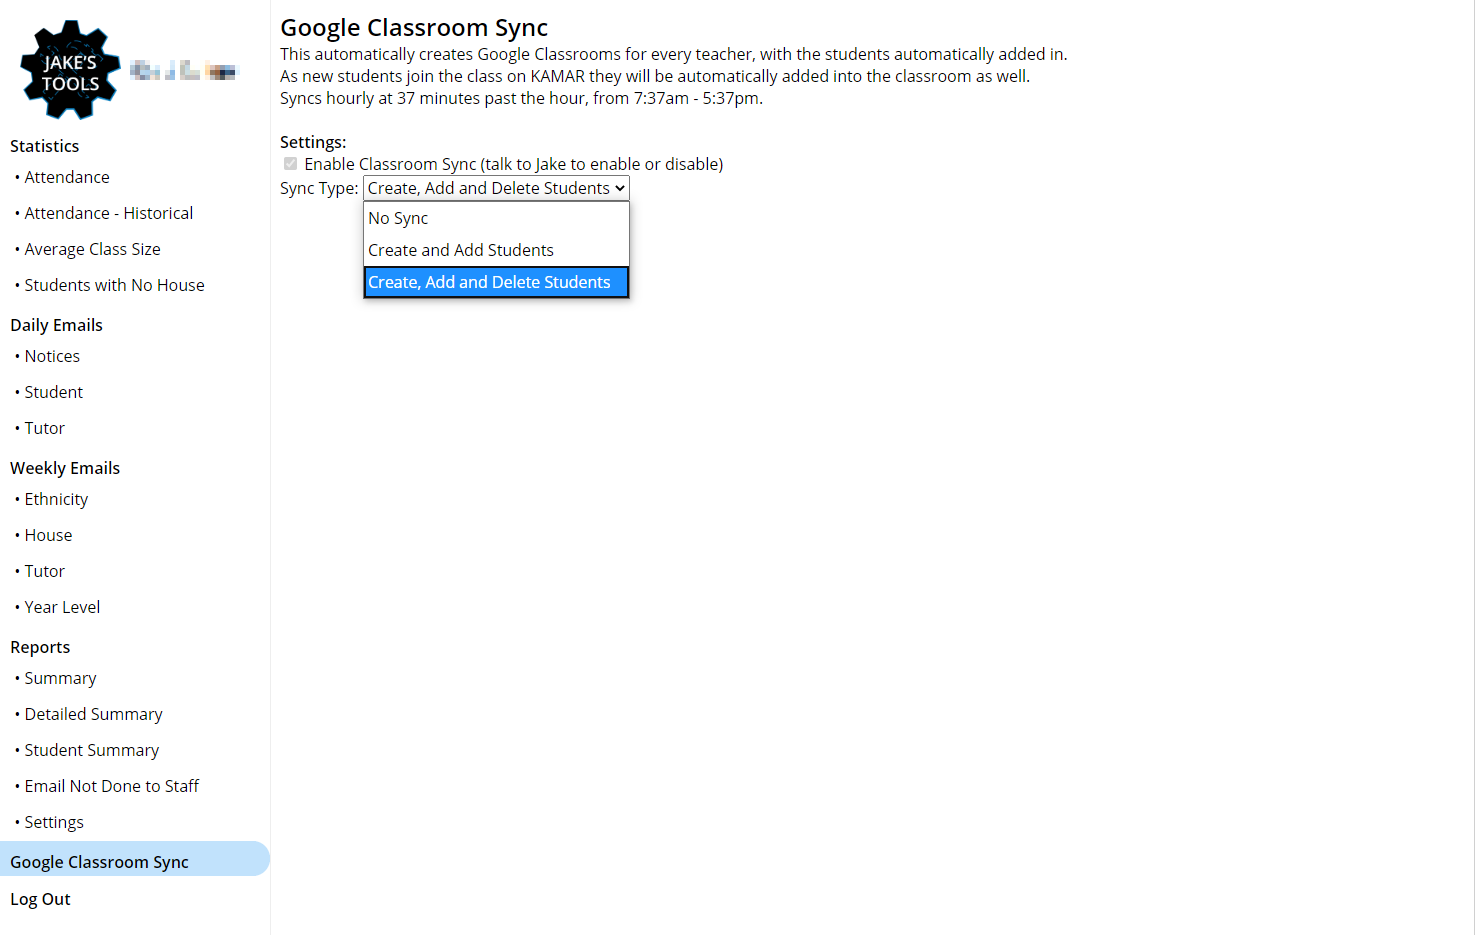 JAKE'S
TOOLS
Statistics
• Attendance
• Attendance - Historical
• Average Class Size
• Students with No House
Daily Emails
• Notices
• Student
• Tutor
Weekly Emails
• Ethnicity
• House
• Tutor
• Year Level
Reports
• Summary
• Detailed Summary
• Student Summary
• Email Not Done to Staff
• Settings
Google Classroom Sync
Log Out
Google Classroom Sync
This automatically creates Google Classrooms for every teacher, with the students automatically added in.
As new students join the class on KAMAR they will be automatically added into the classroom as well.
Syncs hourly at 37 minutes past the hour, from 7:37am - 5:37pm.
Settings:
Enable Classroom Sync (talk to Jake to enable or disable)
Sync Type: Create, Add and Delete Students
No Sync
Create and Add Students
Create, Add and Delete Students